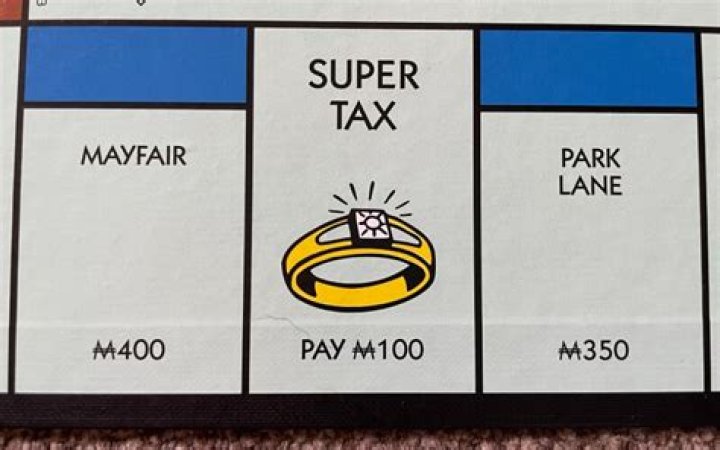 MAYFAIR
₩400
SUPER
TAX
PAY ₩100
PARK
LANE
₩350